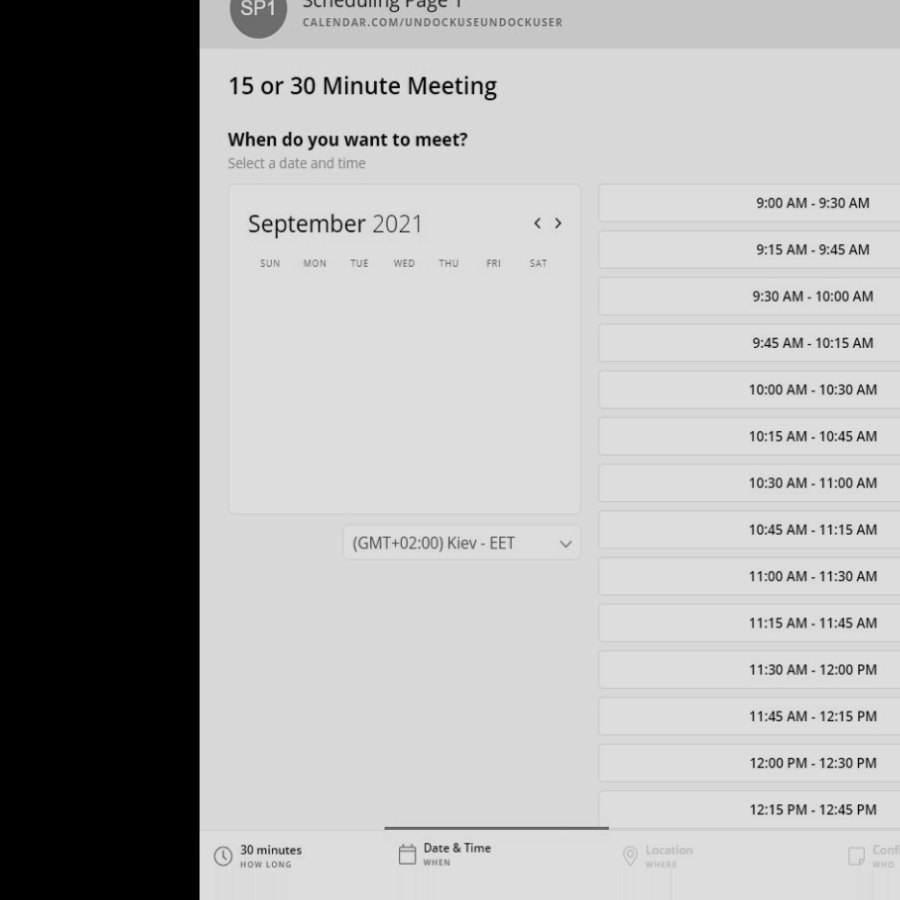 SP1
Scheduling Page 1
CALENDAR.COM/UNDOCKUSEUNDOCKUSER
15 or 30 Minute Meeting
When do you want to meet?
Select a date and time
September 2021
SUN MON TUE WED THU FRI SAT
(GMT+02:00) Kiev - EET
9:00 AM - 9:30 AM
9:15 AM - 9:45 AM
9:30 AM - 10:00 AM
9:45 AM - 10:15 AM
10:00 AM - 10:30 AM
10:15 AM - 10:45 AM
10:30 AM - 11:00 AM
10:45 AM - 11:15 AM
11:00 AM - 11:30 AM
11:15 AM - 11:45 AM
11:30 AM - 12:00 PM
11:45 AM - 12:15 PM
12:00 PM - 12:30 PM
12:15 PM - 12:45 PM
30 minutes
HOW LONG
Date & Time
WHEN
Location
WHERE
Confi
WHO